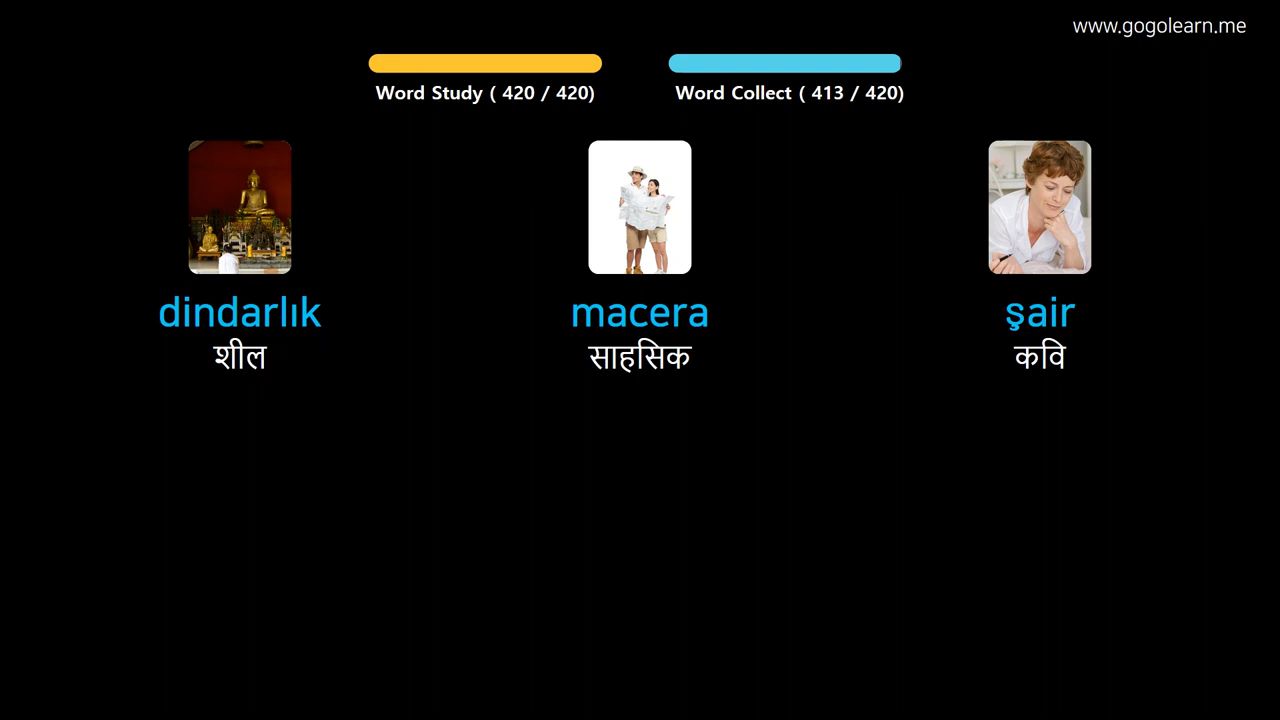 www.gogolearn.me
Word Study ( 420 / 420)
Word Collect ( 413 / 420)
dindarlık
शील
macera
साहसिक
şair
कवि